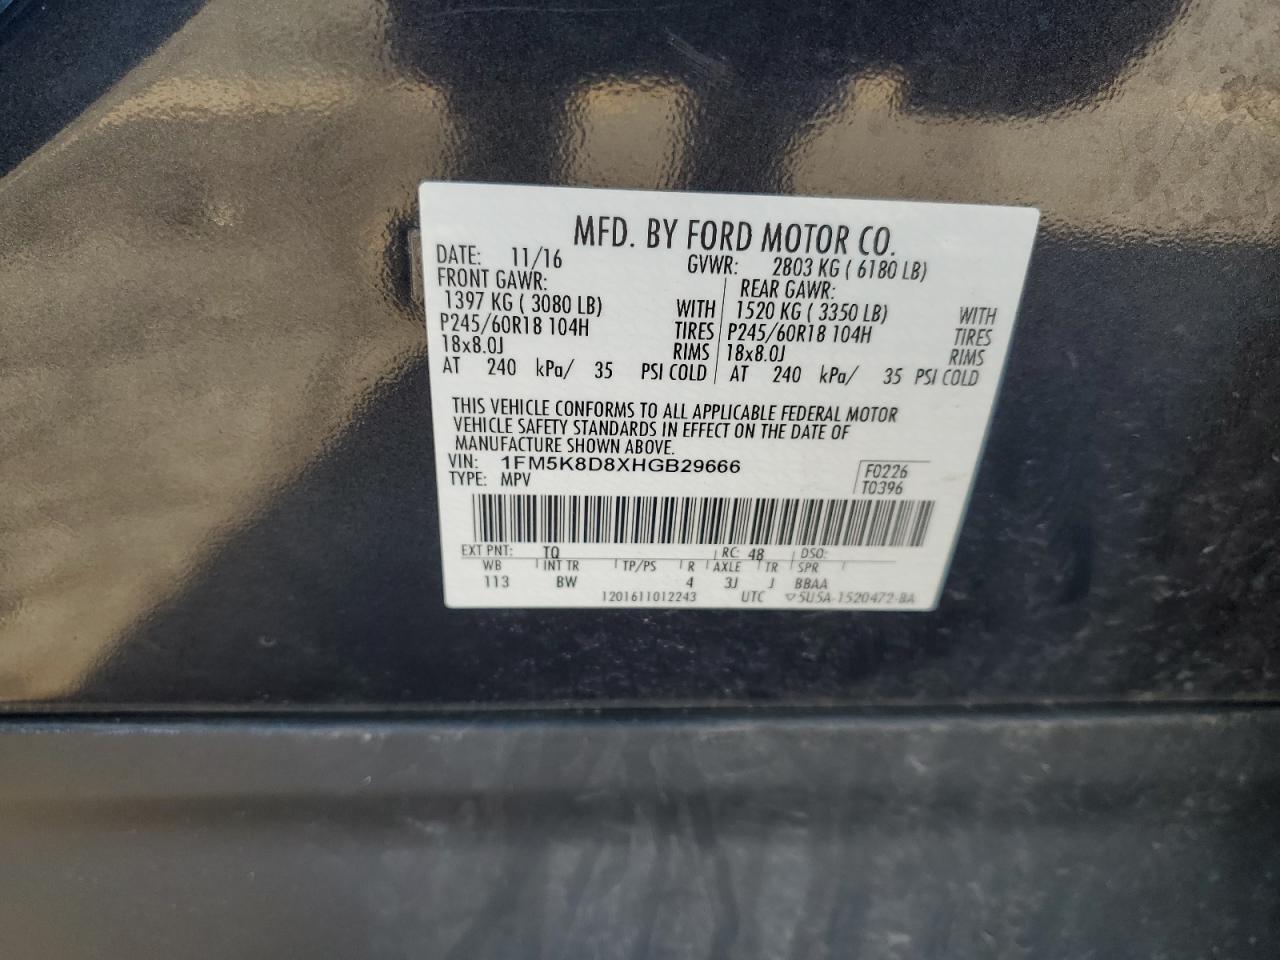 MFD. BY FORD MOTOR CO.
DATE: 11/16 GVWR: 2803 KG ( 6180 LB)
FRONT GAWR: REAR GAWR:
1397 KG ( 3080 LB) WITH 1520 KG ( 3350 LB) WITH
P245/60R18 104H TIRES P245/60R18 104H TIRES
18x8.0J RIMS 18x8.0J RIMS
AT 240 kPa/ 35 PSI COLD AT 240 kPa/ 35 PSI COLD
THIS VEHICLE CONFORMS TO ALL APPLICABLE FEDERAL MOTOR
VEHICLE SAFETY STANDARDS IN EFFECT ON THE DATE OF
MANUFACTURE SHOWN ABOVE.
VIN: 1FM5K8D8XHGB29666 F0226
TYPE: MPV T0396
EXT PNT: TQ RC: 48 DSO:
WB INT TR TP/PS R AXLE TR SPR
113 BW 4 3J J BBAA
1201611012243 UTC ▽5U5A-1520472-BA